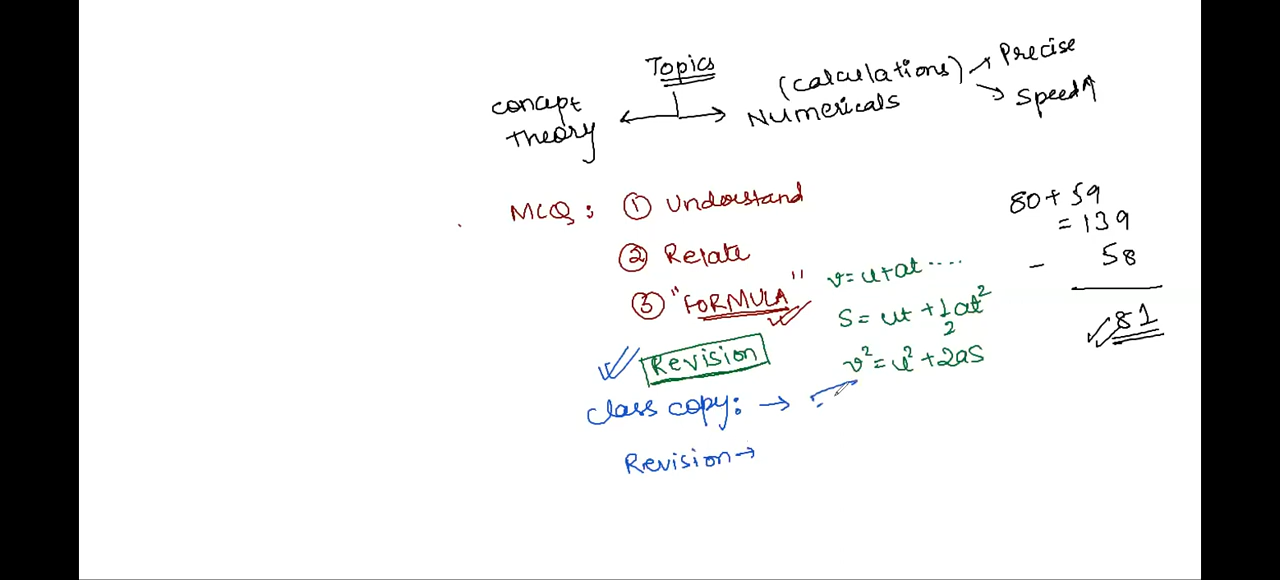 Topics
concept
theory
(calculations)
Numericals
Precise
Speed↑
MCQ: ① Understand
② Relate
③ "FORMULA"
v = u + at ....
S = ut + 1/2 at²
v² = u² + 2aS
Revision
class copy: →
Revision →
80 + 59
= 139
- 58
81